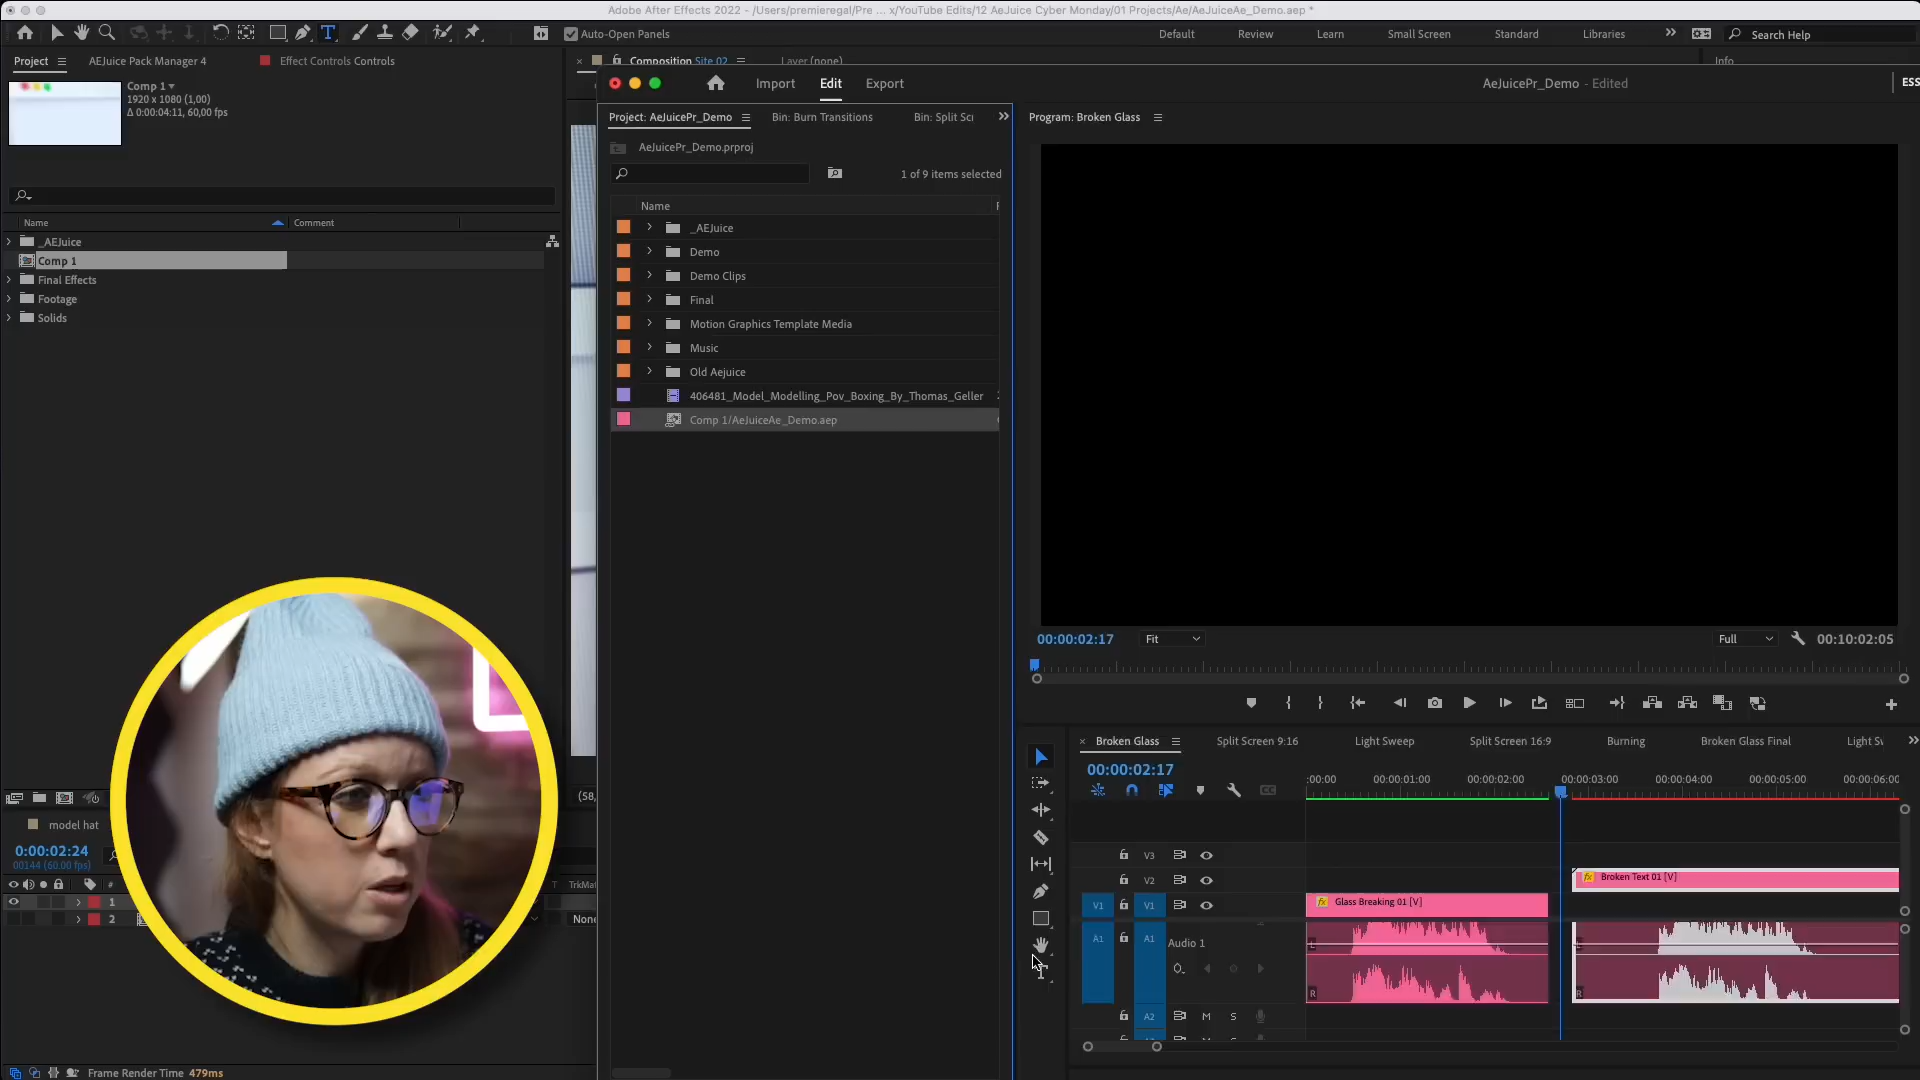 Adobe After Effects 2022 - /Users/premieregal/Pre ... x/YouTube Edits/12 AeJuice Cyber Monday/01 Projects/Ae/AeJuiceAe_Demo.aep *
Auto-Open Panels
Default
Review
Learn
Small Screen
Standard
Libraries
Search Help
Project
AEJuice Pack Manager 4
Effect Controls Controls
Composition Site 02
Layer (none)
Info
Comp 1
1920 x 1080 (1,00)
Δ 0:00:04:11, 60,00 fps
Name
Comment
_AEJuice
Comp 1
Final Effects
Footage
Solids
Import
Edit
Export
AeJuicePr_Demo - Edited
ESS
Project: AeJuicePr_Demo
Bin: Burn Transitions
Bin: Split Scr
AeJuicePr_Demo.prproj
1 of 9 items selected
Name
_AEJuice
Demo
Demo Clips
Final
Motion Graphics Template Media
Music
Old Aejuice
406481_Model_Modelling_Pov_Boxing_By_Thomas_Geller
Comp 1/AeJuiceAe_Demo.aep
Program: Broken Glass
00:00:02:17
Fit
Full
00:10:02:05
Broken Glass
Split Screen 9:16
Light Sweep
Split Screen 16:9
Burning
Broken Glass Final
Light Sv
00:00:02:17
:00:00
00:00:01:00
00:00:02:00
00:00:03:00
00:00:04:00
00:00:05:00
00:00:06:00
V3
V2
Broken Text 01 [V]
V1
V1
Glass Breaking 01 [V]
A1
A1
Audio 1
L
L
R
R
A2
M
S
model hat
0:00:02:24
00144 (60.00 fps)
#
T TrkMat
1
2
None
(58,
Frame Render Time 479ms